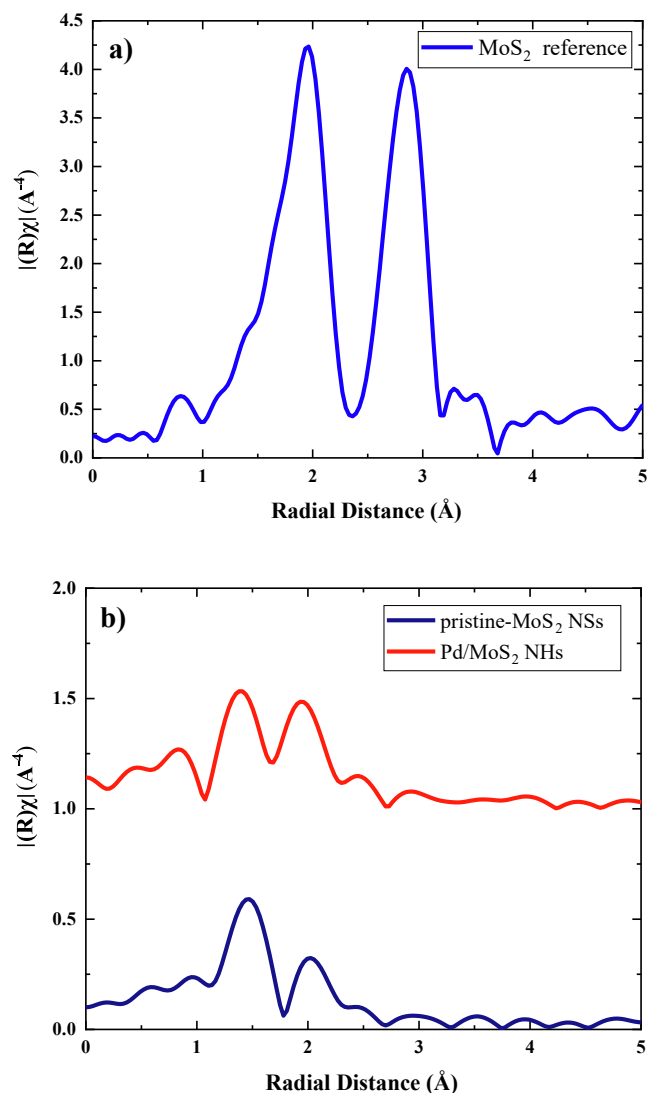 a)
MoS₂ reference
4.5
4.0
3.5
3.0
2.5
2.0
1.5
1.0
0.5
0.0
|(R)χ|(A⁻⁴)
0 1 2 3 4 5
Radial Distance (Å)
b)
pristine-MoS₂ NSs
Pd/MoS₂ NHs
2.0
1.5
1.0
0.5
0.0
|(R)χ|(A⁻⁴)
0 1 2 3 4 5
Radial Distance (Å)